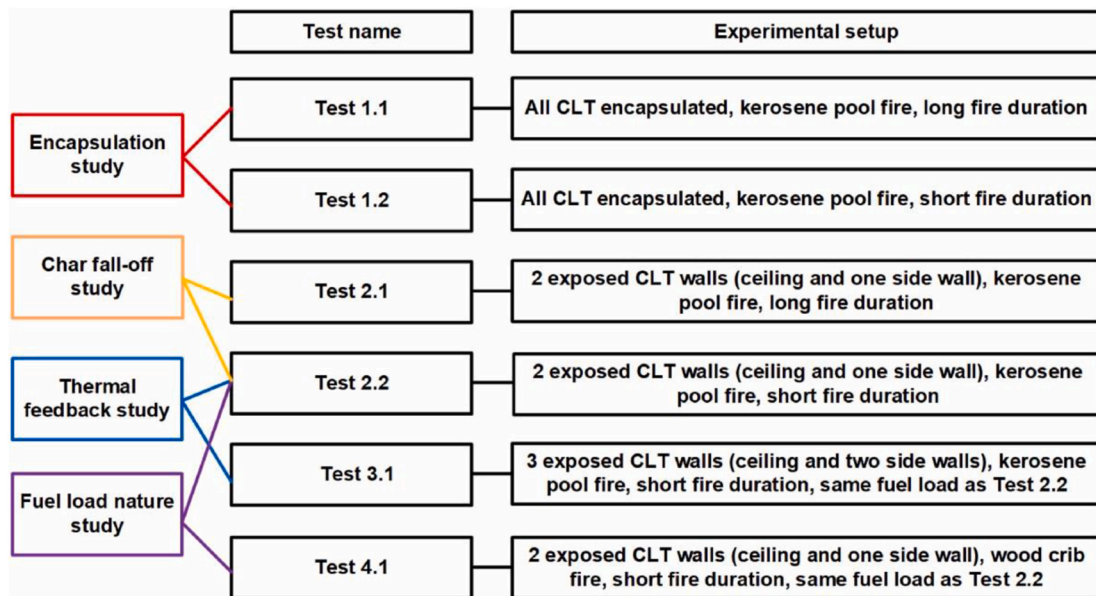 Test name
Experimental setup
Encapsulation
study
Test 1.1
All CLT encapsulated, kerosene pool fire, long fire duration
Test 1.2
All CLT encapsulated, kerosene pool fire, short fire duration
Char fall-off
study
Test 2.1
2 exposed CLT walls (ceiling and one side wall), kerosene
pool fire, long fire duration
Thermal
feedback study
Test 2.2
2 exposed CLT walls (ceiling and one side wall), kerosene
pool fire, short fire duration
Fuel load nature
study
Test 3.1
3 exposed CLT walls (ceiling and two side walls), kerosene
pool fire, short fire duration, same fuel load as Test 2.2
Test 4.1
2 exposed CLT walls (ceiling and one side wall), wood crib
fire, short fire duration, same fuel load as Test 2.2